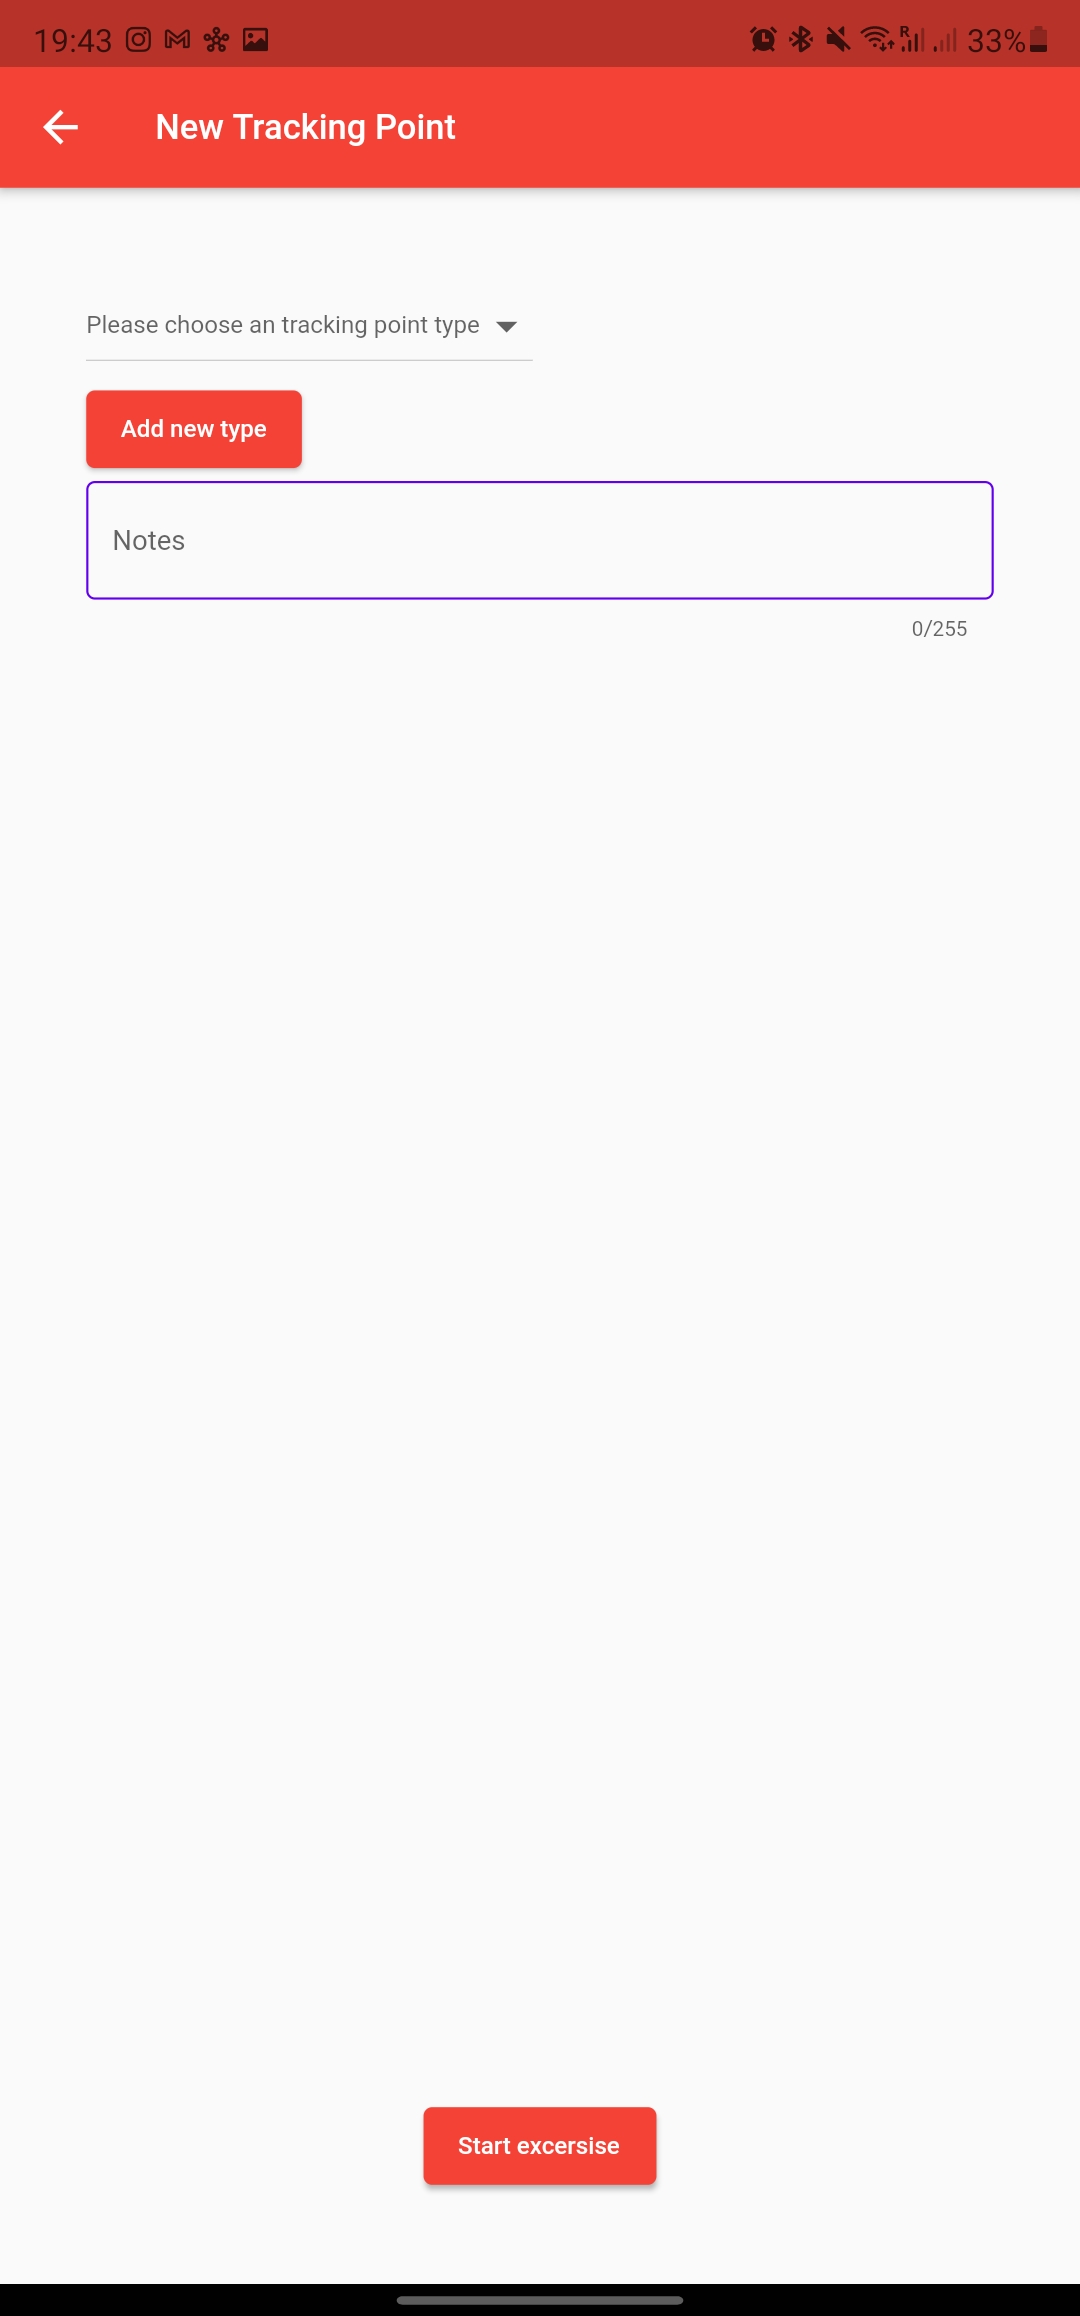 19:43 R 33%
New Tracking Point
Please choose an tracking point type
Add new type
Notes
0/255
Start excersise